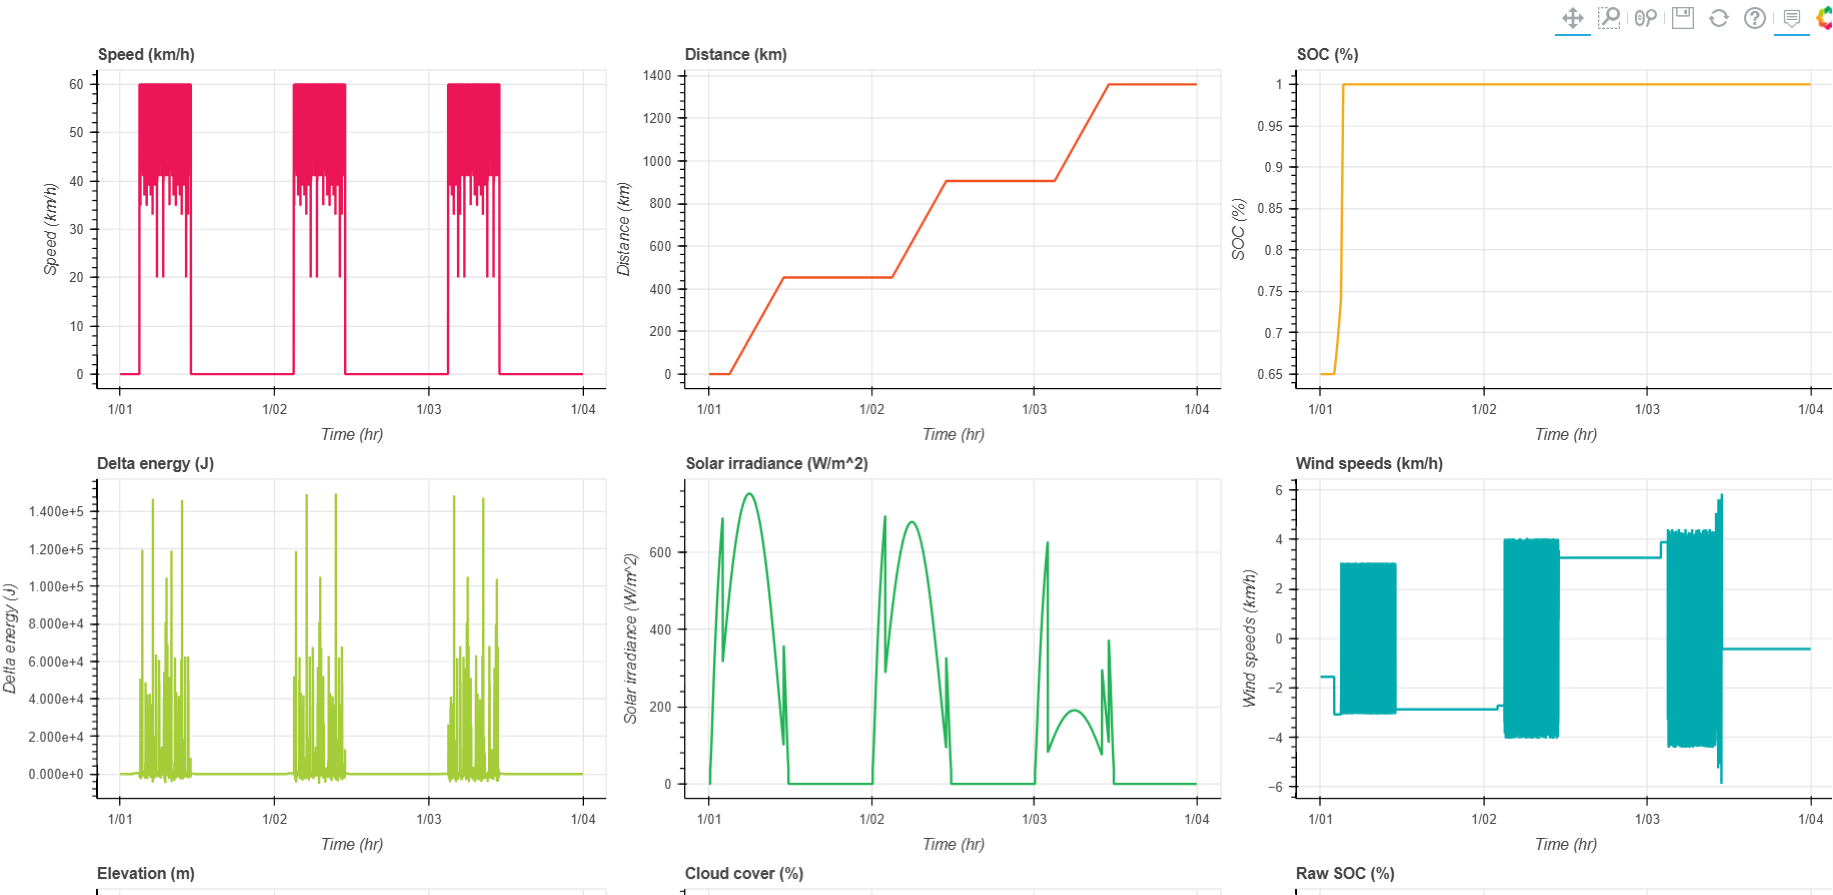 Speed (km/h)
60
50
40
30
20
10
0
Speed (km/h)
1/01
1/02
1/03
1/04
Time (hr)
Distance (km)
1400
1200
1000
800
600
400
200
0
Distance (km)
1/01
1/02
1/03
1/04
Time (hr)
SOC (%)
1
0.95
0.9
0.85
0.8
0.75
0.7
0.65
SOC (%)
1/01
1/02
1/03
1/04
Time (hr)
Delta energy (J)
1.400e+5
1.200e+5
1.000e+5
8.000e+4
6.000e+4
4.000e+4
2.000e+4
0.000e+0
Delta energy (J)
1/01
1/02
1/03
1/04
Time (hr)
Solar irradiance (W/m^2)
600
400
200
0
Solar irradiance (W/m^2)
1/01
1/02
1/03
1/04
Time (hr)
Wind speeds (km/h)
6
4
2
0
−2
−4
−6
Wind speeds (km/h)
1/01
1/02
1/03
1/04
Time (hr)
Elevation (m)
Cloud cover (%)
Raw SOC (%)